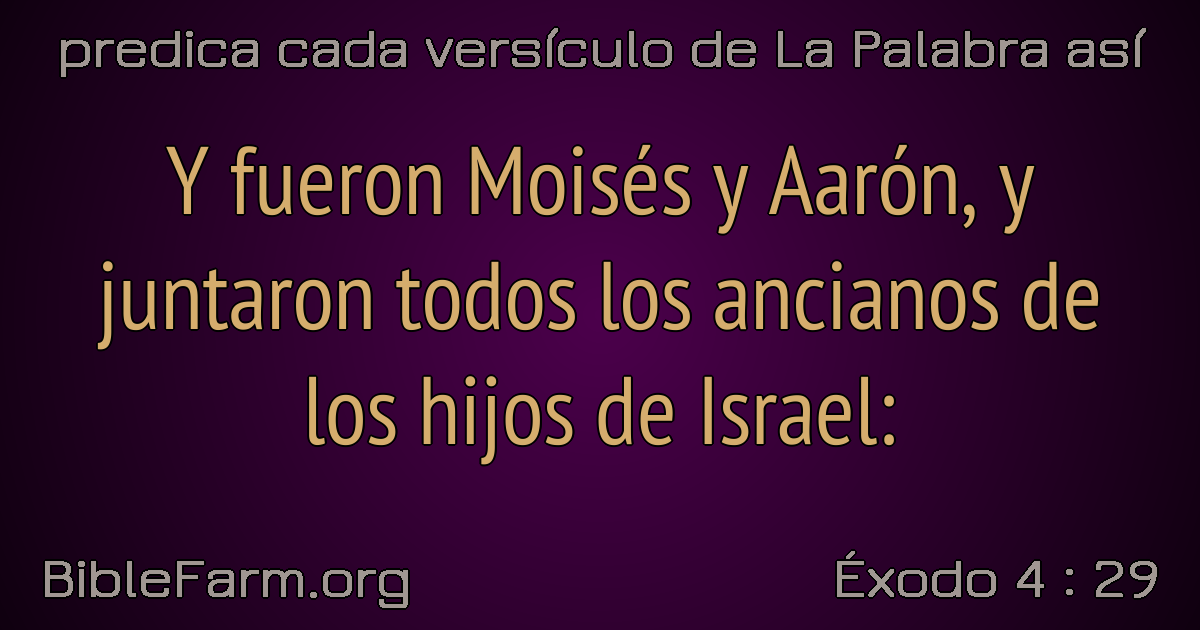 predica cada versículo de La Palabra así
Y fueron Moisés y Aarón, y
juntaron todos los ancianos de
los hijos de Israel:
BibleFarm.org
Éxodo 4 : 29